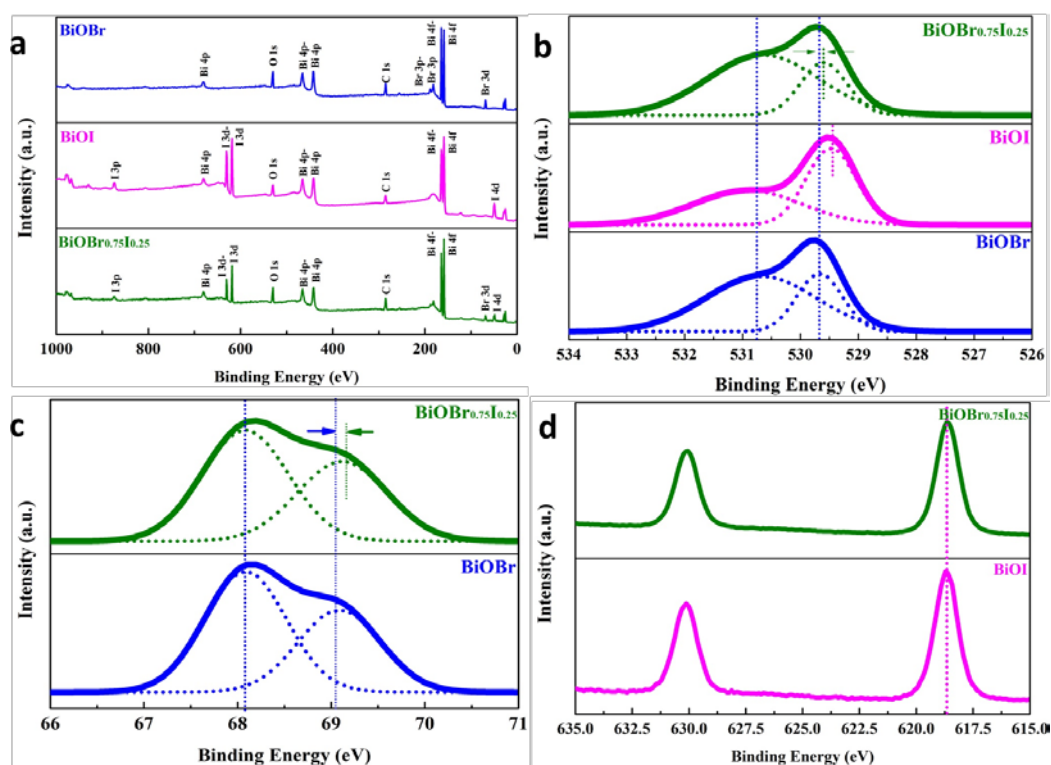 a
BiOBr
Bi 4p
O 1s
Bi 4p-
Bi 4p
C 1s
Br 3p-
Br 3p
Bi 4f-
Bi 4f
Br 3d
BiOI
I 3p
Bi 4p
I 3d-
I 3d
O 1s
Bi 4p-
Bi 4p
C 1s
Bi 4f-
Bi 4f
I 4d
BiOBr0.75I0.25
I 3p
Bi 4p
I 3d-
I 3d
O 1s
Bi 4p-
Bi 4p
C 1s
Bi 4f-
Bi 4f
Br 3d
I 4d
Intensity (a.u.)
1000 800 600 400 200 0
Binding Energy (eV)
b
BiOBr0.75I0.25
BiOI
BiOBr
Intensity (a.u.)
534 533 532 531 530 529 528 527 526
Binding Energy (eV)
c
BiOBr0.75I0.25
BiOBr
Intensity (a.u.)
66 67 68 69 70 71
Binding Energy (eV)
d
BiOBr0.75I0.25
BiOI
Intensity (a.u.)
635.0 630.0 625.0 622.5 620.0 617.5 615.0
Binding Energy (eV)